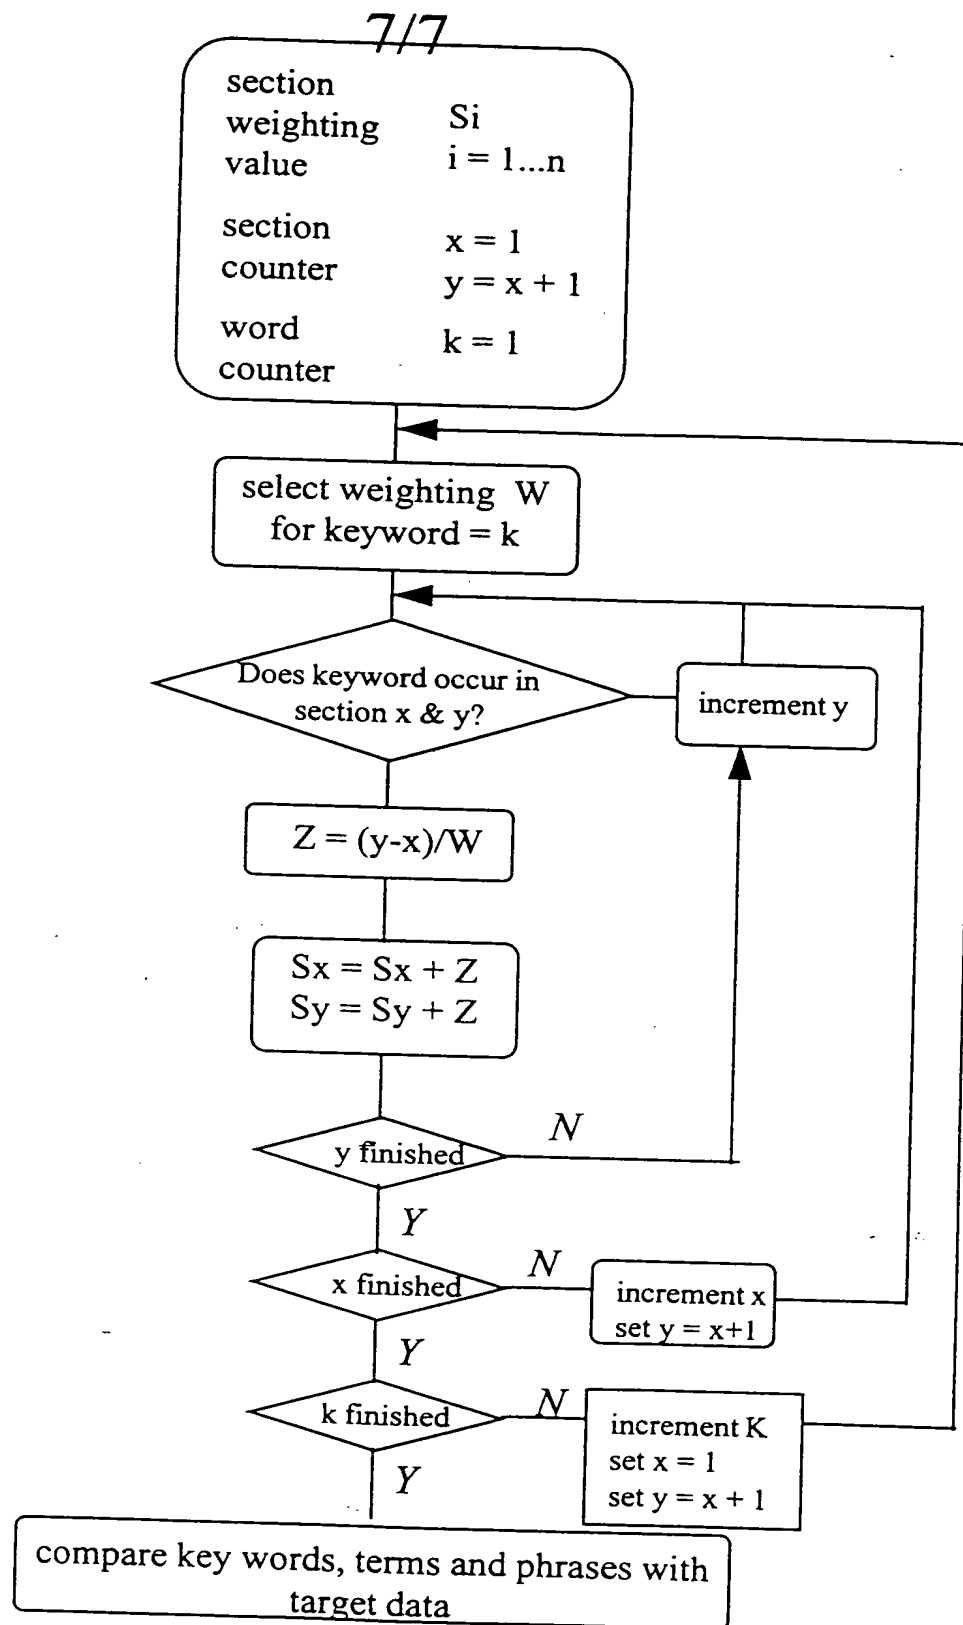 7/7
section
weighting
value
Si
i = 1...n
section
counter
x = 1
y = x + 1
word
counter
k = 1
select weighting W
for keyword = k
Does keyword occur in
section x & y?
increment y
Z = (y-x)/W
Sx = Sx + Z
Sy = Sy + Z
y finished
N
Y
x finished
N
increment x
set y = x+1
Y
k finished
N
increment K
set x = 1
set y = x + 1
Y
compare key words, terms and phrases with
target data